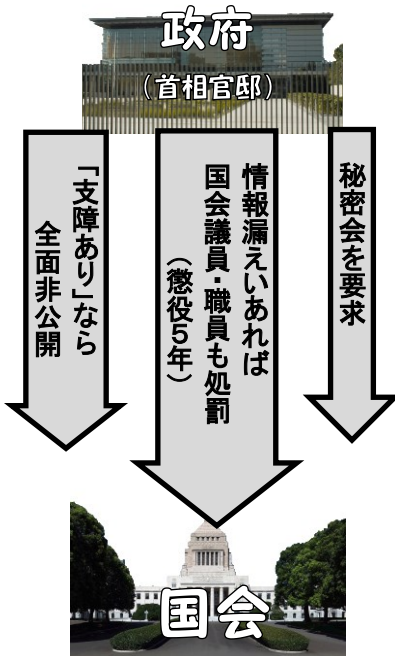 政府
(首相官邸)
秘密会を要求
情報漏えいあれば
国会議員・職員も処罰
(懲役5年)
「支障あり」なら
全面非公開
国会